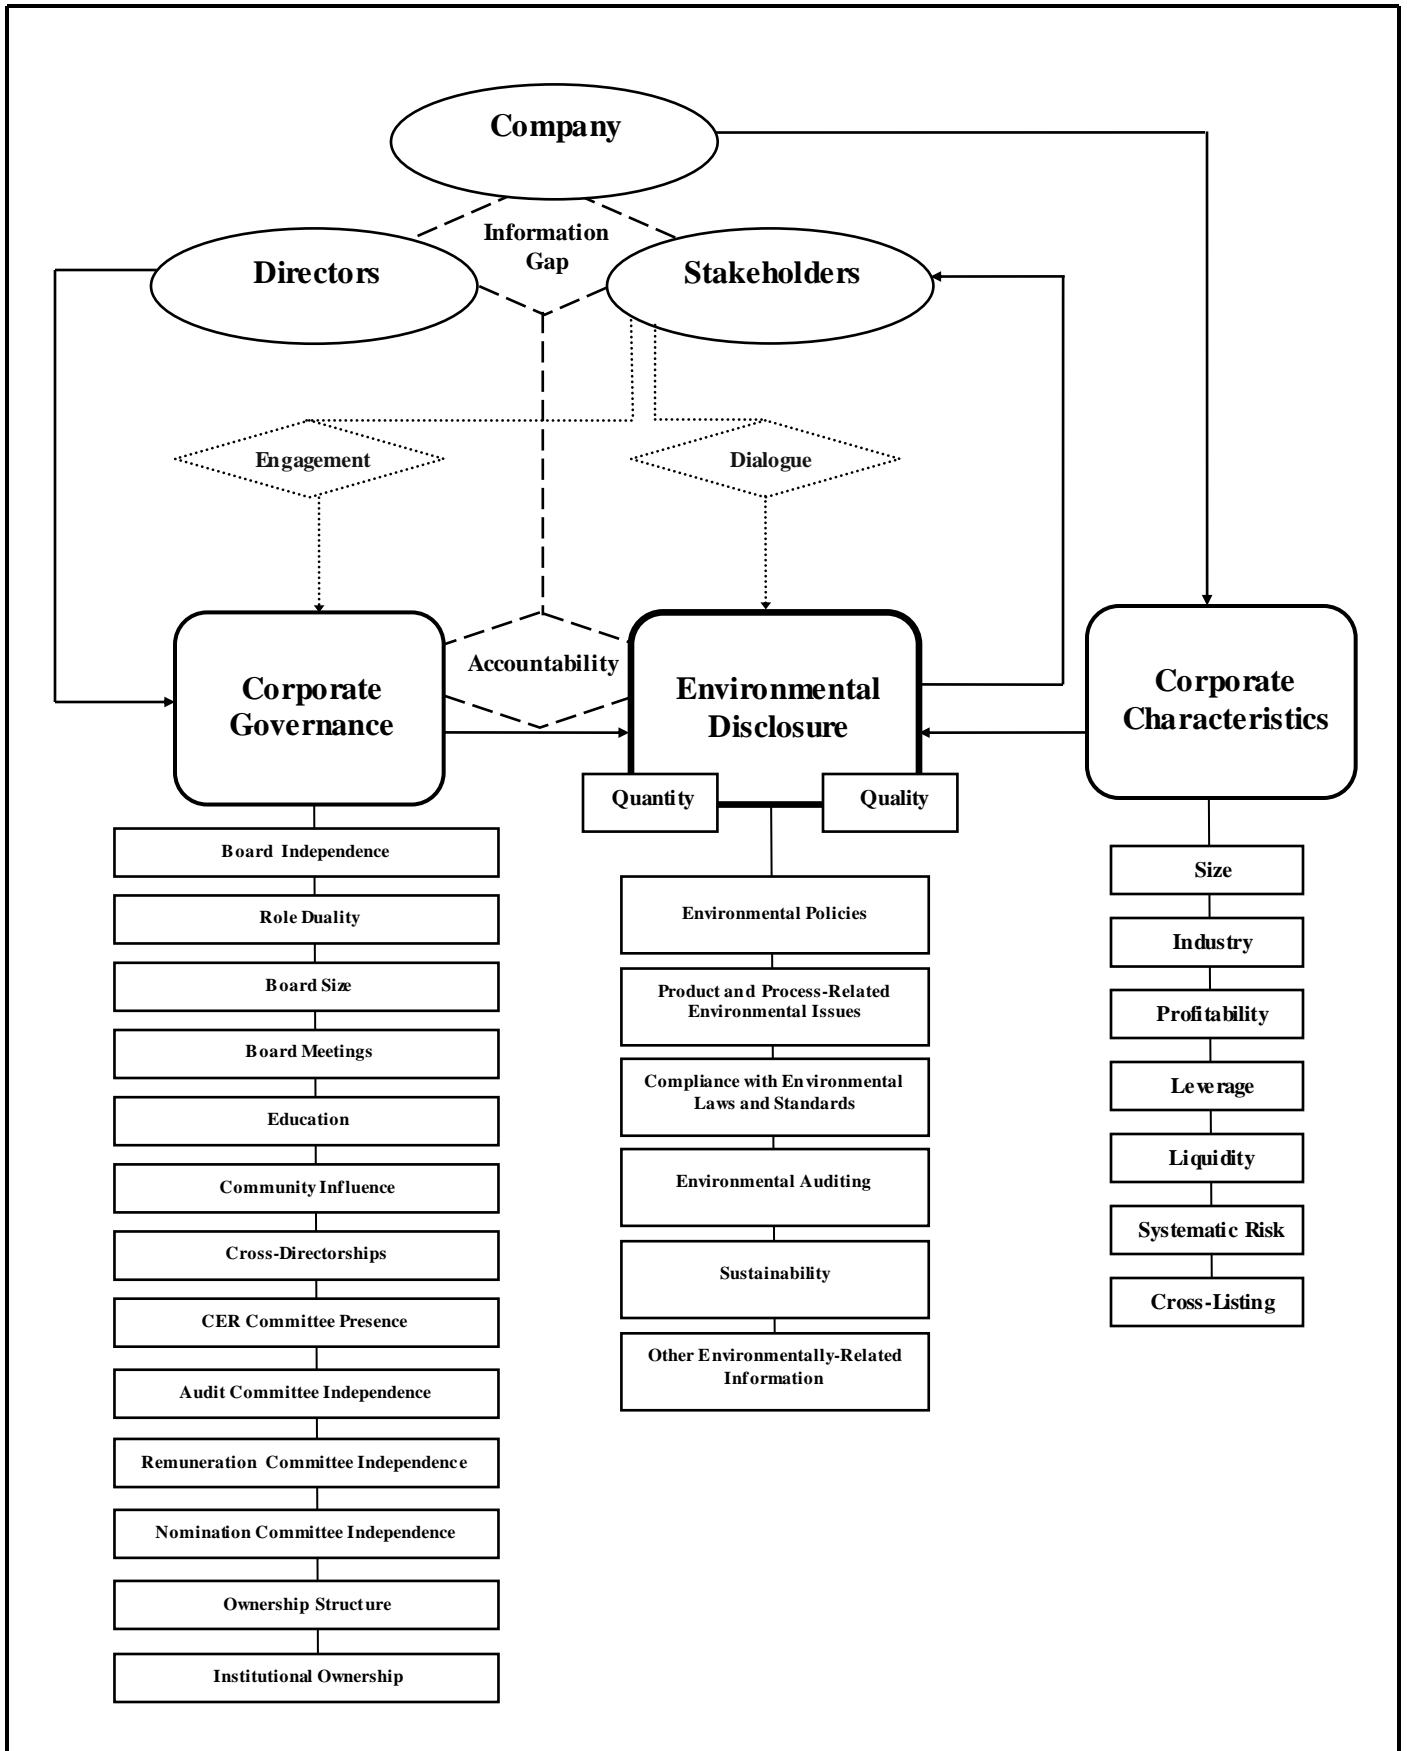 Company
Information
Gap
Directors
Stakeholders
Engagement
Dialogue
Accountability
Corporate
Governance
Environmental
Disclosure
Corporate
Characteristics
Quantity
Quality
Board Independence
Role Duality
Board Size
Board Meetings
Education
Community Influence
Cross-Directorships
CER Committee Presence
Audit Committee Independence
Remuneration Committee Independence
Nomination Committee Independence
Ownership Structure
Institutional Ownership
Environmental Policies
Product and Process-Related
Environmental Issues
Compliance with Environmental
Laws and Standards
Environmental Auditing
Sustainability
Other Environmentally-Related
Information
Size
Industry
Profitability
Leverage
Liquidity
Systematic Risk
Cross-Listing